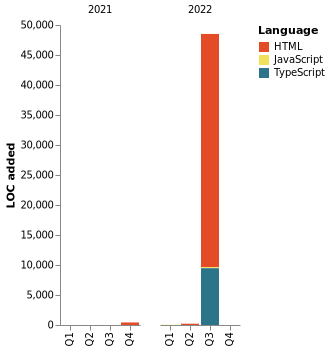 2021 2022
Language
HTML
JavaScript
TypeScript
LOC added
50,000
45,000
40,000
35,000
30,000
25,000
20,000
15,000
10,000
5,000
0
Q1 Q2 Q3 Q4 Q1 Q2 Q3 Q4